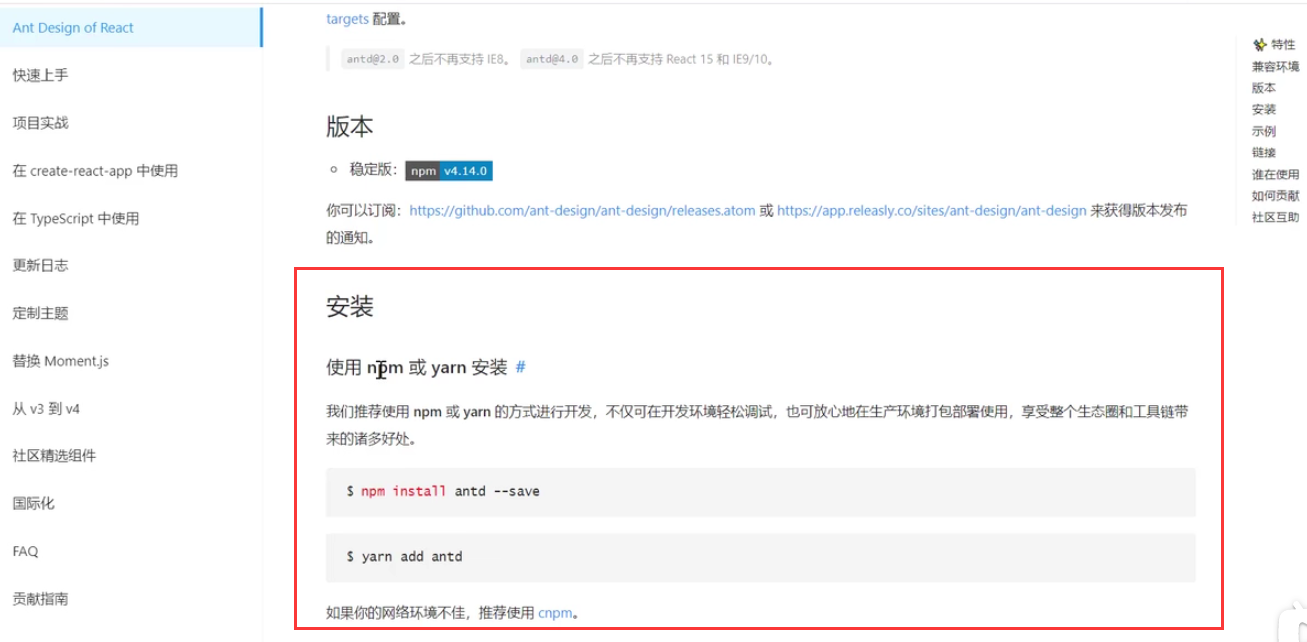 Ant Design of React
快速上手
项目实战
在 create-react-app 中使用
在 TypeScript 中使用
更新日志
定制主题
替换 Moment.js
从 v3 到 v4
社区精选组件
国际化
FAQ
贡献指南
targets 配置。
antd@2.0 之后不再支持 IE8。 antd@4.0 之后不再支持 React 15 和 IE9/10。
版本
稳定版： npm v4.14.0
你可以订阅：https://github.com/ant-design/ant-design/releases.atom 或 https://app.releasly.co/sites/ant-design/ant-design 来获得版本发布
的通知。
安装
使用 npm 或 yarn 安装 #
我们推荐使用 npm 或 yarn 的方式进行开发，不仅可在开发环境轻松调试，也可放心地在生产环境打包部署使用，享受整个生态圈和工具链带
来的诸多好处。
$ npm install antd --save
$ yarn add antd
如果你的网络环境不佳，推荐使用 cnpm。
✨ 特性
兼容环境
版本
安装
示例
链接
谁在使用
如何贡献
社区互助